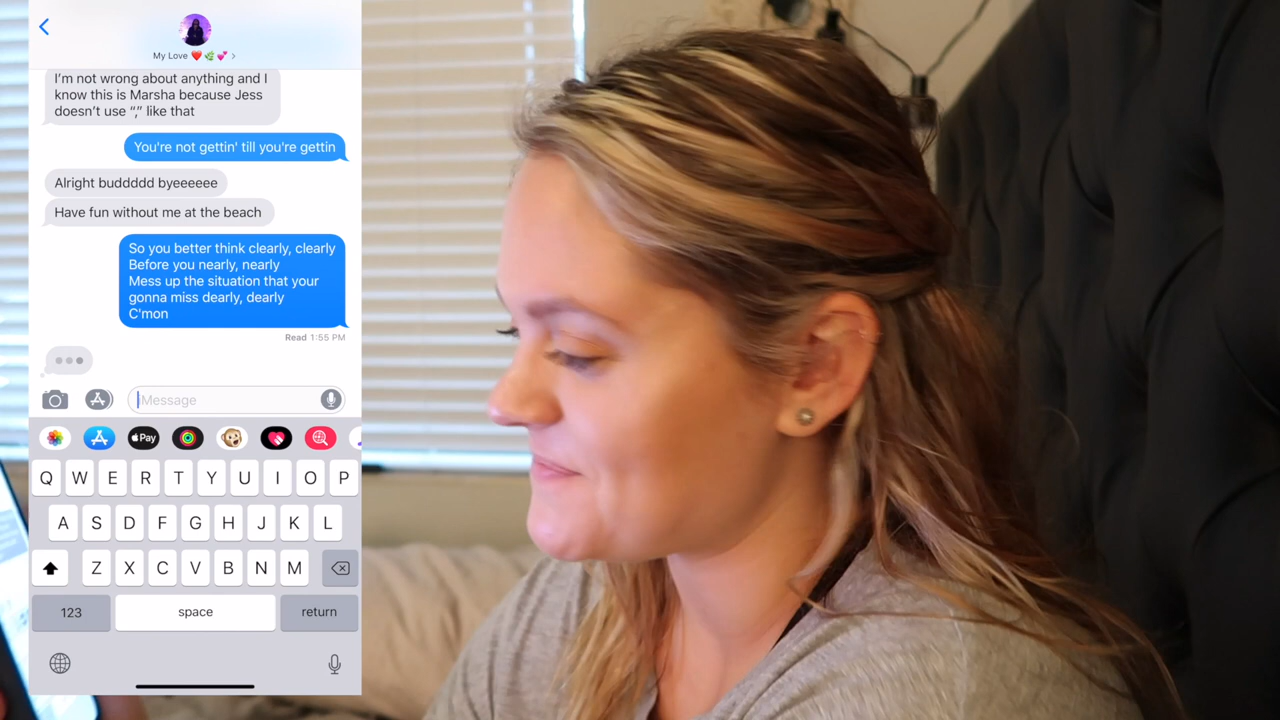 My Love ❤️🌿💕 >
I'm not wrong about anything and I
know this is Marsha because Jess
doesn't use “,” like that
You're not gettin' till you're gettin
Alright buddddd byeeeeee
Have fun without me at the beach
So you better think clearly, clearly
Before you nearly, nearly
Mess up the situation that your
gonna miss dearly, dearly
C'mon
Read 1:55 PM
Message
Pay
Q W E R T Y U I O P
A S D F G H J K L
Z X C V B N M
123 space return